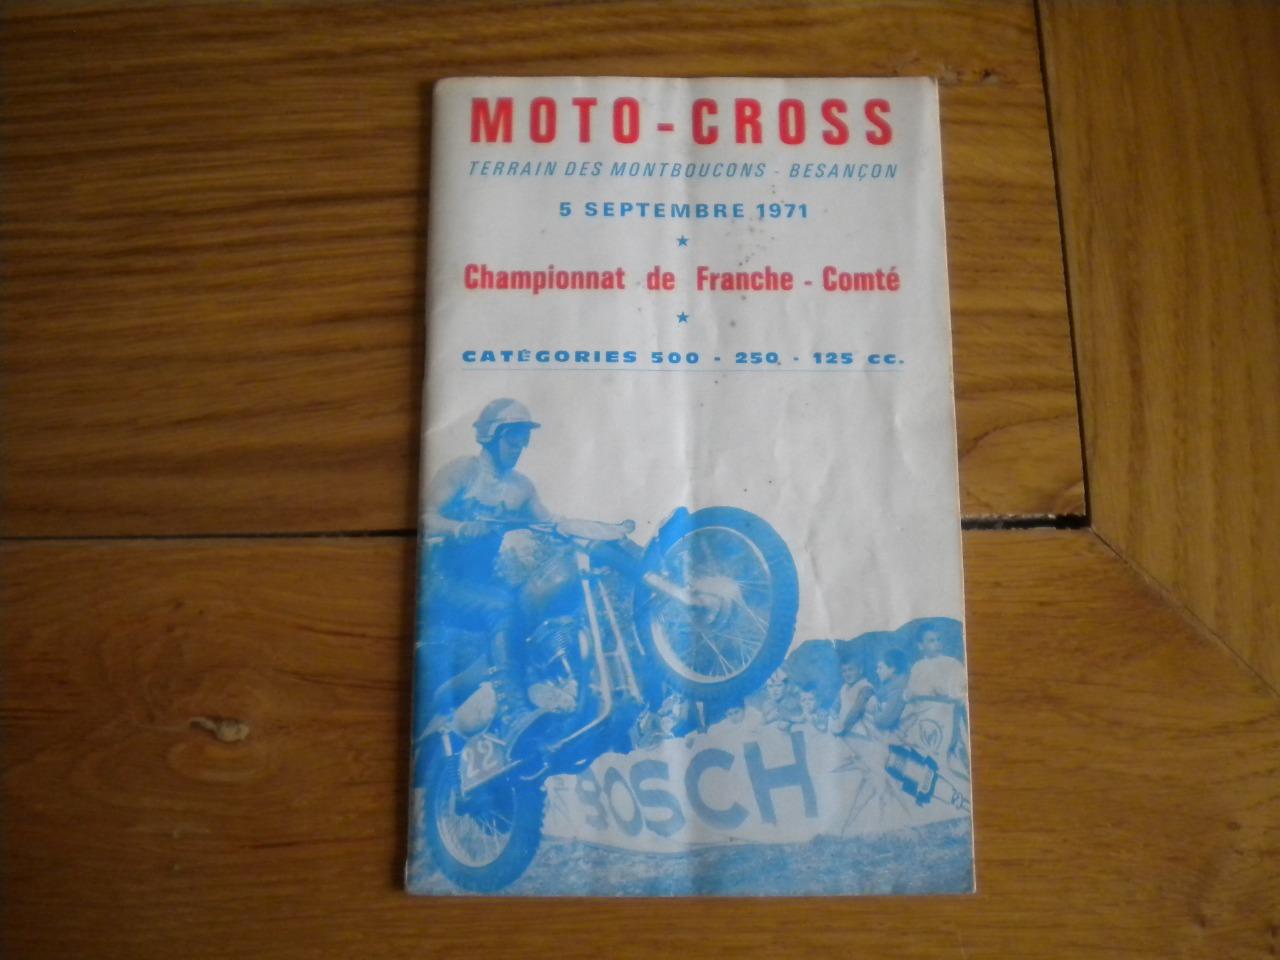 MOTO - CROSS
TERRAIN DES MONTBOUCONS - BESANÇON
5 SEPTEMBRE 1971
Championnat de Franche - Comté
CATÉGORIES 500 - 250 - 125 cc.
22
BOSCH